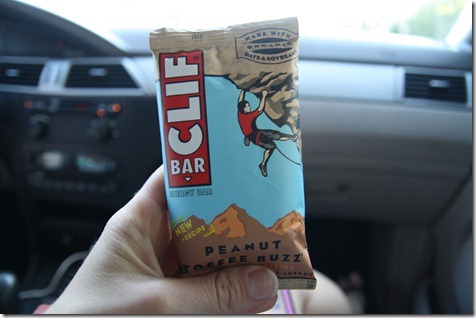 MADE WITH
ORGANIC
OATS & SOYBEANS
CLIF
BAR
ENERGY BAR
NEW
RECIPE
PEANUT
TOFFEE BUZZ